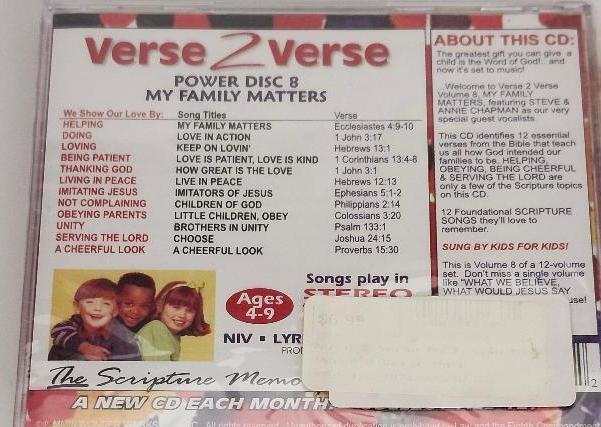 Verse 2 Verse
POWER DISC 8
MY FAMILY MATTERS
We Show Our Love By: Song Titles Verse
HELPING MY FAMILY MATTERS Ecclesiastes 4:9-10
DOING LOVE IN ACTION 1 John 3:17
LOVING KEEP ON LOVIN' Hebrews 13:1
BEING PATIENT LOVE IS PATIENT, LOVE IS KIND 1 Corinthians 13:4-8
THANKING GOD HOW GREAT IS THE LOVE 1 John 3:1
LIVING IN PEACE LIVE IN PEACE Hebrews 12:13
IMITATING JESUS IMITATORS OF JESUS Ephesians 5:1-2
NOT COMPLAINING CHILDREN OF GOD Philippians 2:14
OBEYING PARENTS LITTLE CHILDREN, OBEY Colossians 3:20
UNITY BROTHERS IN UNITY Psalm 133:1
SERVING THE LORD CHOOSE Joshua 24:15
A CHEERFUL LOOK A CHEERFUL LOOK Proverbs 15:30
Ages
4-9
Songs play in
STEREO
NIV • LYR
PRO
The Scripture Memo
A NEW CD EACH MONTH
ABOUT THIS CD:
The greatest gift you can give a
child is the Word of God!.. and
now it's set to music!
...Welcome to Verse 2 Verse
Volume 8, MY FAMILY
MATTERS, featuring STEVE &
ANNIE CHAPMAN as our very
special guest vocalists.
This CD identifies 12 essential
verses from the Bible that teach
us all how God intended our
families to be. HELPING,
OBEYING, BEING CHEERFUL
& SERVING THE LORD are
only a few of the Scripture topics
on this CD.
12 Foundational SCRIPTURE
SONGS they'll love to
remember.
SUNG BY KIDS FOR KIDS!
This is Volume 8 of a 12-volume
set. Don't miss a single volume
like "WHAT WE BELIEVE,
WHAT WOULD JESUS SAY
use!
2